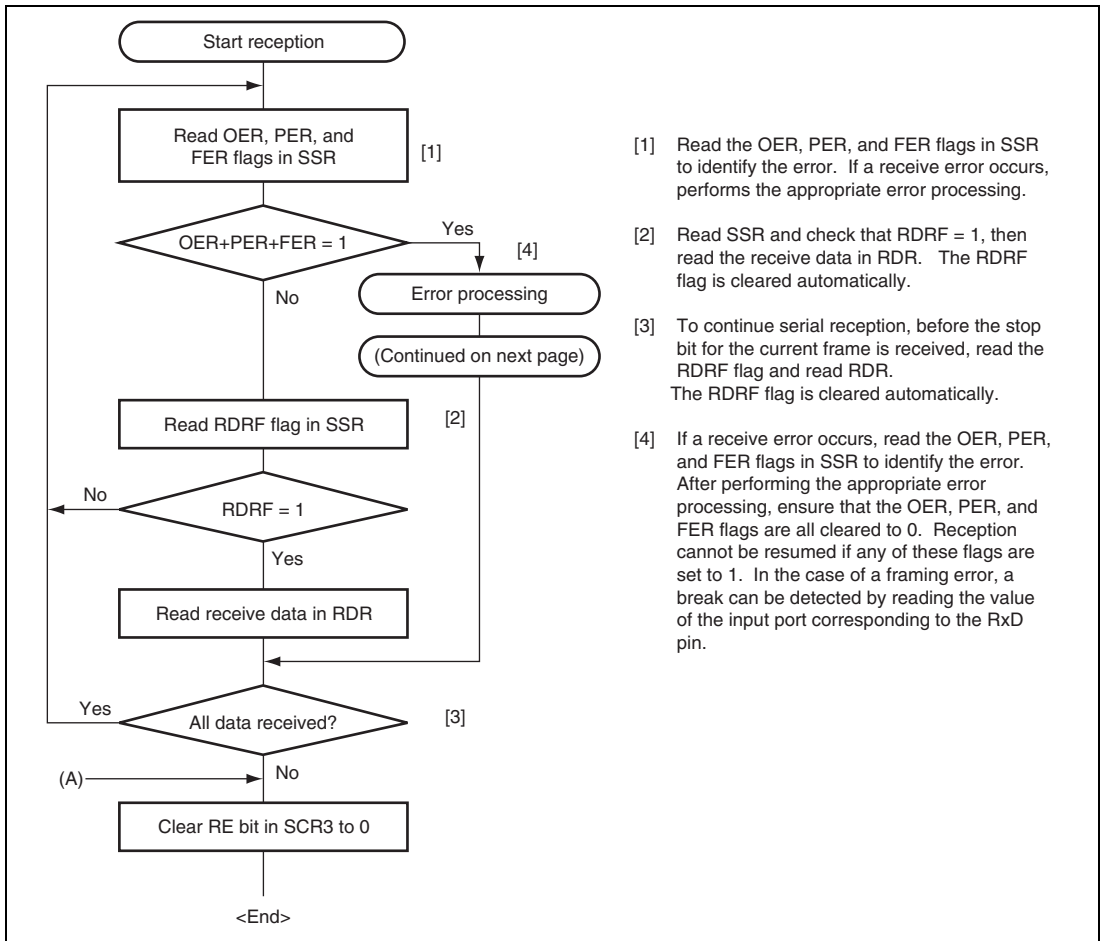 Start reception
Read OER, PER, and
FER flags in SSR
[1]
OER+PER+FER = 1
Yes
[4]
No
Error processing
(Continued on next page)
Read RDRF flag in SSR
[2]
No
RDRF = 1
Yes
Read receive data in RDR
Yes
All data received?
[3]
(A)
No
Clear RE bit in SCR3 to 0
<End>
[1] Read the OER, PER, and FER flags in SSR
to identify the error. If a receive error occurs,
performs the appropriate error processing.
[2] Read SSR and check that RDRF = 1, then
read the receive data in RDR. The RDRF
flag is cleared automatically.
[3] To continue serial reception, before the stop
bit for the current frame is received, read the
RDRF flag and read RDR.
The RDRF flag is cleared automatically.
[4] If a receive error occurs, read the OER, PER,
and FER flags in SSR to identify the error.
After performing the appropriate error
processing, ensure that the OER, PER, and
FER flags are all cleared to 0. Reception
cannot be resumed if any of these flags are
set to 1. In the case of a framing error, a
break can be detected by reading the value
of the input port corresponding to the RxD
pin.